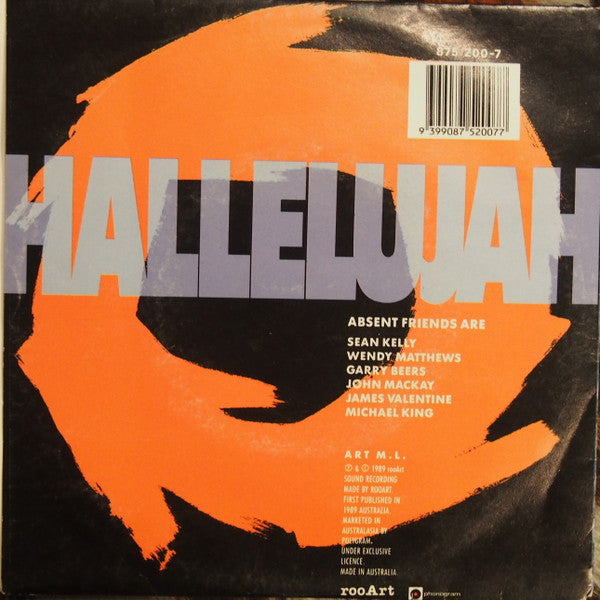 875 200-7
9 399087 520077
HALLELUJAH
ABSENT FRIENDS ARE
SEAN KELLY
WENDY MATTHEWS
GARRY BEERS
JOHN MACKAY
JAMES VALENTINE
MICHAEL KING
ART M.L.
℗ & © 1989 rooArt
SOUND RECORDING
MADE BY ROOART.
FIRST PUBLISHED IN
1989 AUSTRALIA.
MARKETED IN
AUSTRALASIA BY
POLYGRAM.
UNDER EXCLUSIVE
LICENCE.
MADE IN AUSTRALIA.
rooArt phonogram